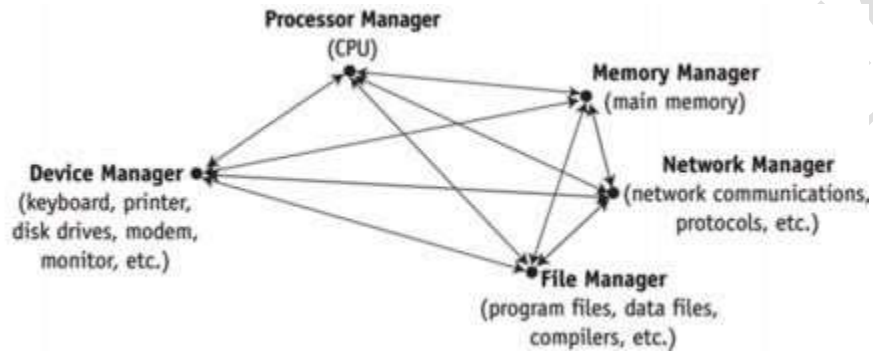 Processor Manager
(CPU)
Memory Manager
(main memory)
Device Manager
(keyboard, printer,
disk drives, modem,
monitor, etc.)
Network Manager
(network communications,
protocols, etc.)
File Manager
(program files, data files,
compilers, etc.)